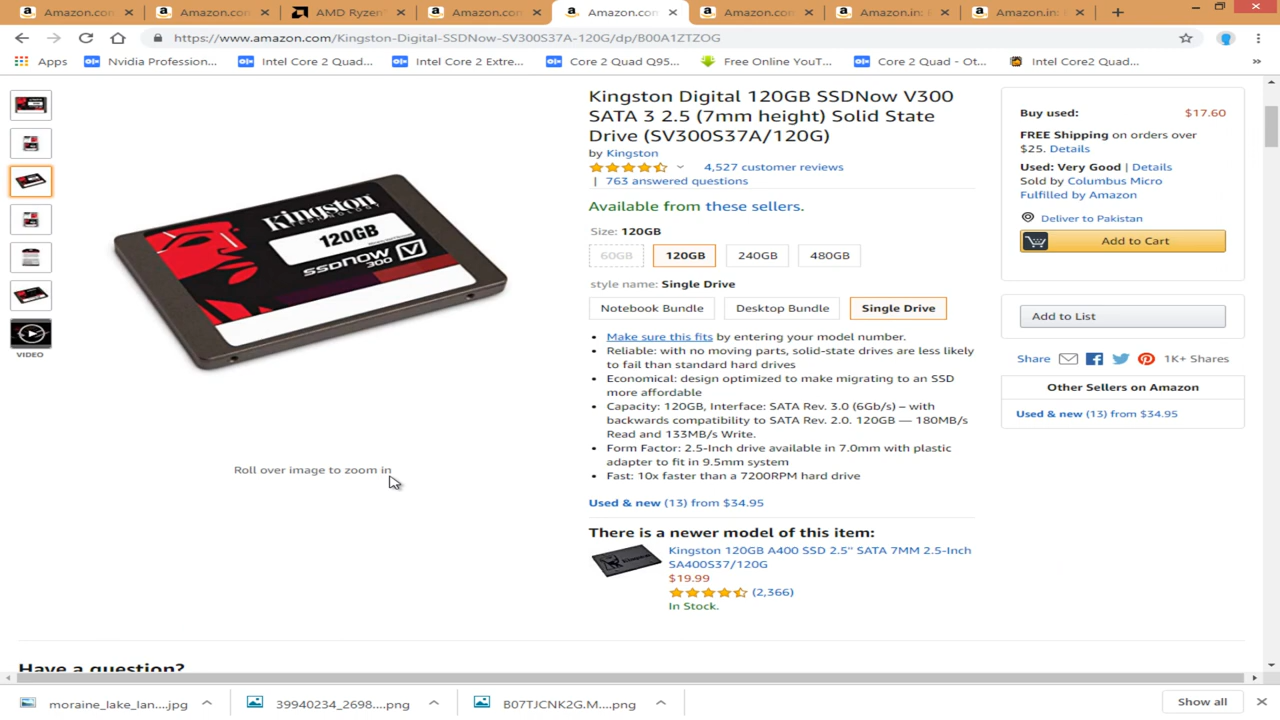 Amazon.com
Amazon.com
AMD Ryzen™
Amazon.com
Amazon.com
Amazon.com
Amazon.in:
Amazon.in:
https://www.amazon.com/Kingston-Digital-SSDNow-SV300S37A-120G/dp/B00A1ZTZOG
Apps
Nvidia Profession...
Intel Core 2 Quad...
Intel Core 2 Extre...
Core 2 Quad Q95...
Free Online YouT...
Core 2 Quad - Ot...
Intel Core2 Quad...
»
Kingston
TECHNOLOGY
120GB
SSDNOW
300
V
VIDEO
Roll over image to zoom in
Kingston Digital 120GB SSDNow V300
SATA 3 2.5 (7mm height) Solid State
Drive (SV300S37A/120G)
by Kingston
4,527 customer reviews
| 763 answered questions
Available from these sellers.
Size: 120GB
60GB
120GB
240GB
480GB
style name: Single Drive
Notebook Bundle
Desktop Bundle
Single Drive
• Make sure this fits by entering your model number.
• Reliable: with no moving parts, solid-state drives are less likely
to fail than standard hard drives
• Economical: design optimized to make migrating to an SSD
more affordable
• Capacity: 120GB, Interface: SATA Rev. 3.0 (6Gb/s) – with
backwards compatibility to SATA Rev. 2.0. 120GB — 180MB/s
Read and 133MB/s Write.
• Form Factor: 2.5-Inch drive available in 7.0mm with plastic
adapter to fit in 9.5mm system
• Fast: 10x faster than a 7200RPM hard drive
Used & new (13) from $34.95
There is a newer model of this item:
Kingston 120GB A400 SSD 2.5" SATA 7MM 2.5-Inch
SA400S37/120G
$19.99
(2,366)
In Stock.
Buy used: $17.60
FREE Shipping on orders over
$25. Details
Used: Very Good | Details
Sold by Columbus Micro
Fulfilled by Amazon
Deliver to Pakistan
Add to Cart
Add to List
Share
1K+ Shares
Other Sellers on Amazon
Used & new (13) from $34.95
Have a question?
moraine_lake_lan....jpg
39940234_2698....png
B07TJCNK2G.M....png
Show all